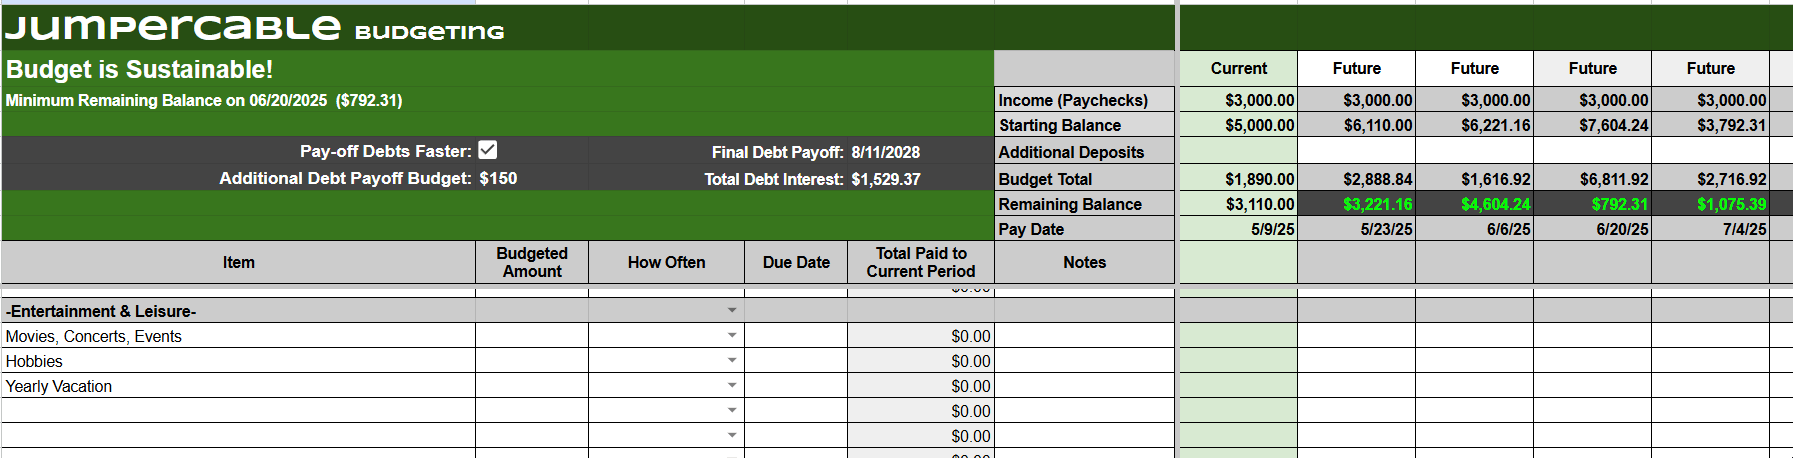 JUMPERCABLE BUDGETING
Budget is Sustainable!
Minimum Remaining Balance on 06/20/2025 ($792.31)
Pay-off Debts Faster:
Final Debt Payoff: 8/11/2028
Additional Debt Payoff Budget: $150
Total Debt Interest: $1,529.37
Current Future Future Future Future
Income (Paychecks) $3,000.00 $3,000.00 $3,000.00 $3,000.00 $3,000.00
Starting Balance $5,000.00 $6,110.00 $6,221.16 $7,604.24 $3,792.31
Additional Deposits
Budget Total $1,890.00 $2,888.84 $1,616.92 $6,811.92 $2,716.92
Remaining Balance $3,110.00 $3,221.16 $4,604.24 $792.31 $1,075.39
Pay Date 5/9/25 5/23/25 6/6/25 6/20/25 7/4/25
Item
Budgeted
Amount
How Often
Due Date
Total Paid to
Current Period
Notes
-Entertainment & Leisure-
Movies, Concerts, Events $0.00
Hobbies $0.00
Yearly Vacation $0.00
$0.00
$0.00